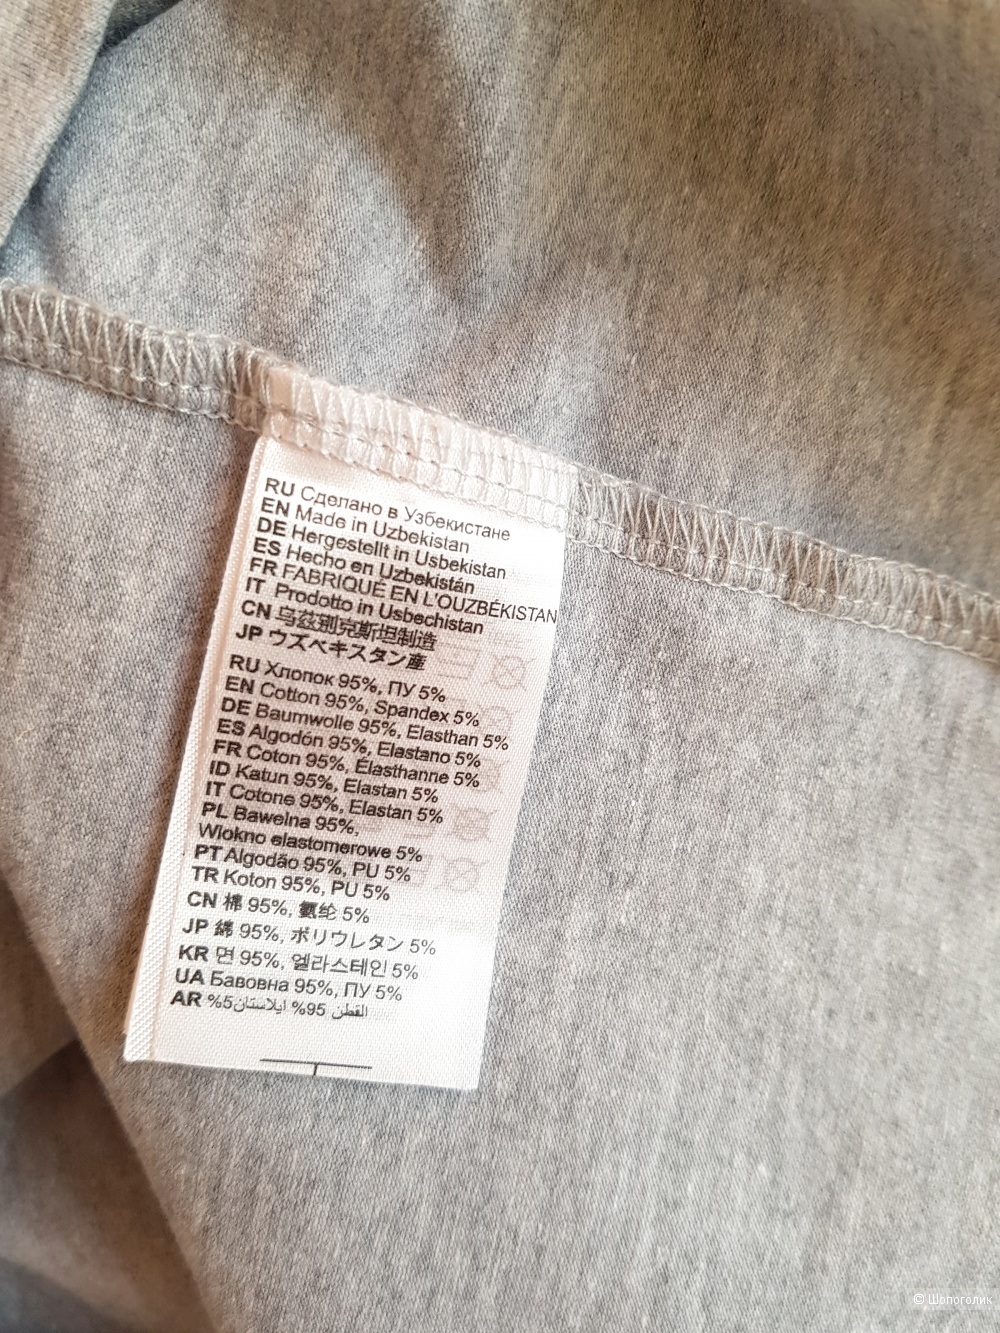 RU Сделано в Узбекистане
EN Made in Uzbekistan
DE Hergestellt in Usbekistan
ES Hecho en Uzbekistán
FR FABRIQUÉ EN L'OUZBÉKISTAN
IT Prodotto in Usbechistan
CN 乌兹别克斯坦制造
JP ウズベキスタン産
RU Хлопок 95%, ПУ 5%
EN Cotton 95%, Spandex 5%
DE Baumwolle 95%, Elasthan 5%
ES Algodón 95%, Elastano 5%
FR Coton 95%, Élasthanne 5%
ID Katun 95%, Elastan 5%
IT Cotone 95%, Elastan 5%
PL Bawełna 95%,
Włokno elastomerowe 5%
PT Algodão 95%, PU 5%
TR Koton 95%, PU 5%
CN 棉 95%, 氨纶 5%
JP 綿 95%, ポリウレタン 5%
KR 면 95%, 엘라스테인 5%
UA Бавовна 95%, ПУ 5%
AR القطن 95% ايلاستان5%
© Шопоголик